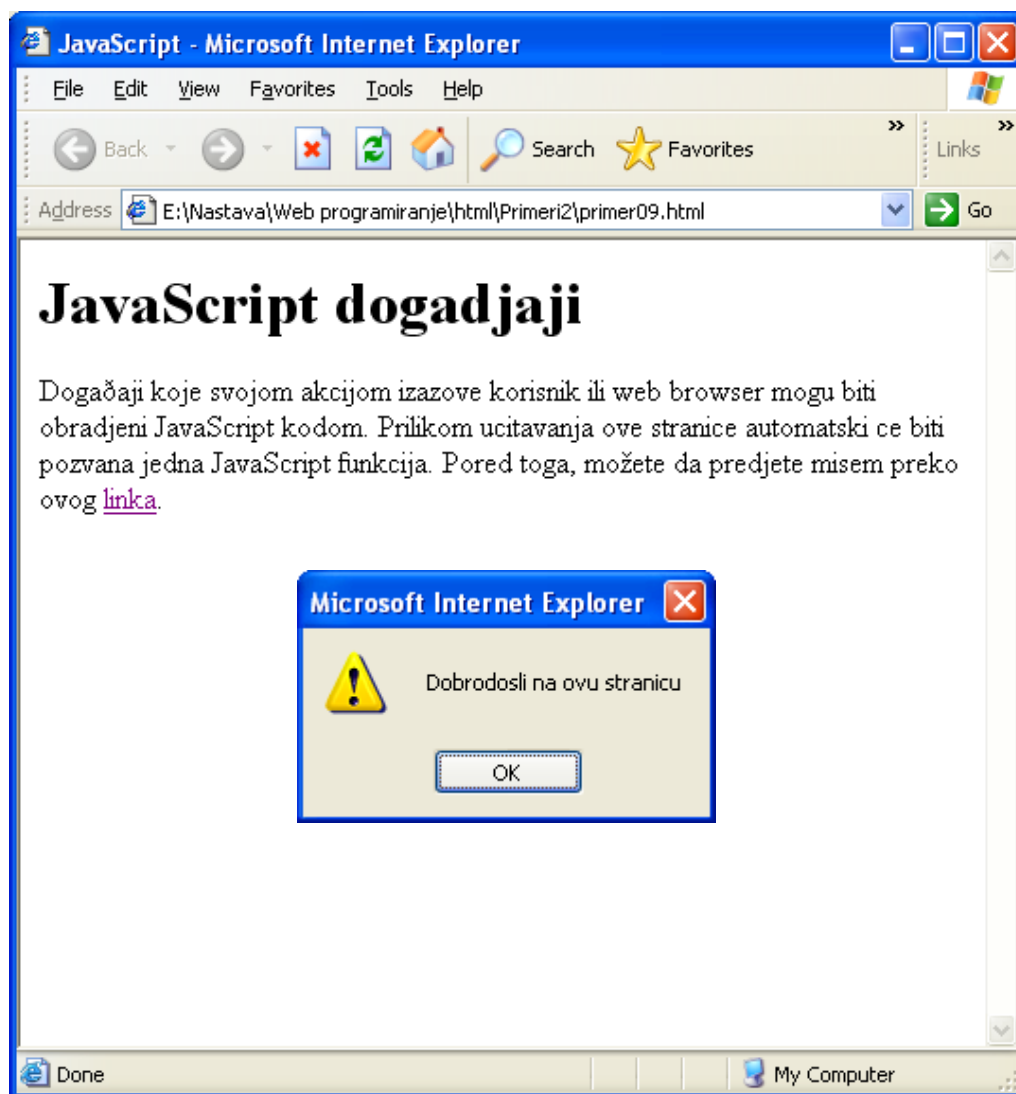 JavaScript - Microsoft Internet Explorer
File Edit View Favorites Tools Help
Back Search Favorites » Links »
Address E:\Nastava\Web programiranje\html\Primeri2\primer09.html Go
JavaScript dogadjaji
Događaji koje svojom akcijom izazove korisnik ili web browser mogu biti
obradjeni JavaScript kodom. Prilikom ucitavanja ove stranice automatski ce biti
pozvana jedna JavaScript funkcija. Pored toga, možete da predjete misem preko
ovog linka.
Microsoft Internet Explorer
Dobrodosli na ovu stranicu
OK
Done My Computer